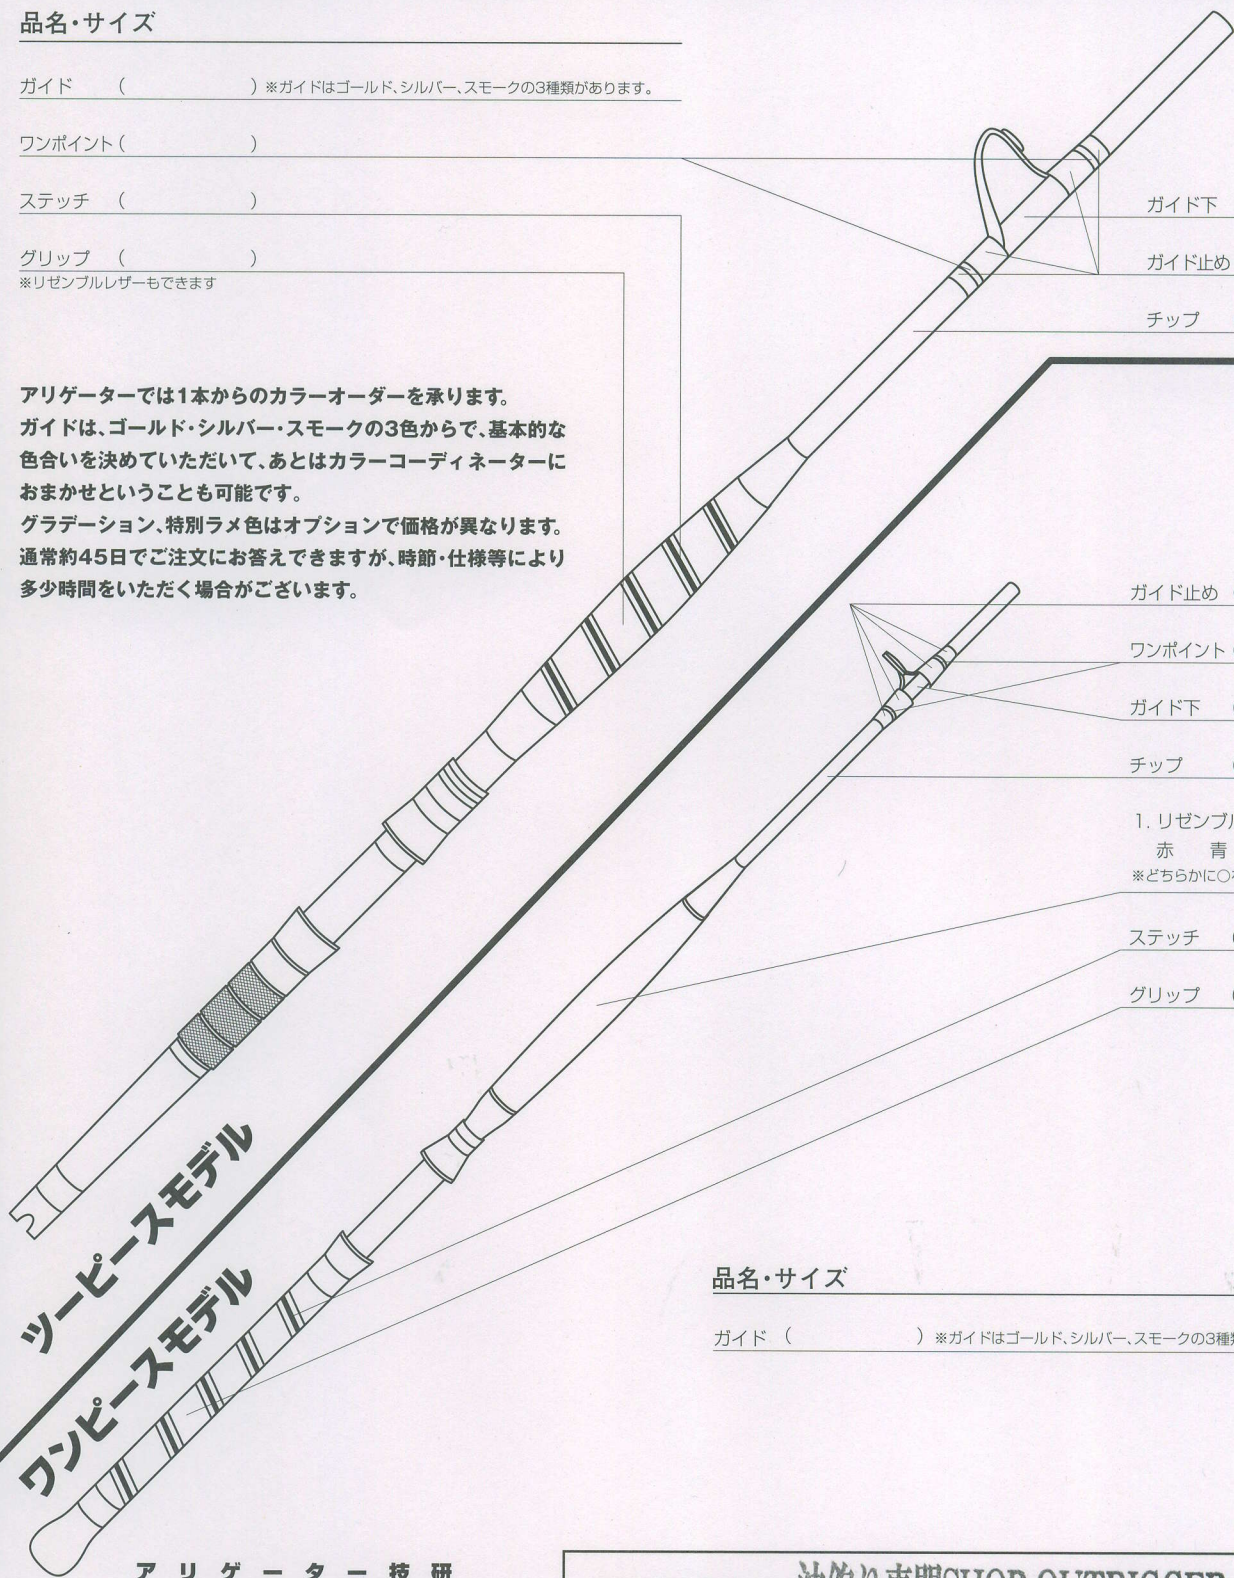 品名・サイズ
ガイド （　　　　） ※ガイドはゴールド、シルバー、スモークの3種類があります。
ワンポイント（　　　　）
ステッチ （　　　　）
グリップ （　　　　）
※リゼンブルレザーもできます
ガイド下
ガイド止め
チップ
アリゲーターでは1本からのカラーオーダーを承ります。
ガイドは、ゴールド・シルバー・スモークの3色からで、基本的な
色合いを決めていただいて、あとはカラーコーディネーターに
おまかせということも可能です。
グラデーション、特別ラメ色はオプションで価格が異なります。
通常約45日でご注文にお答えできますが、時節・仕様等により
多少時間をいただく場合がございます。
ガイド止め（
ワンポイント（
ガイド下 （
チップ （
1. リゼンブル
赤 青
※どちらかに○
ステッチ （
グリップ （
ツーピースモデル
ワンピースモデル
品名・サイズ
ガイド （　　　　） ※ガイドはゴールド、シルバー、スモークの3種
アリゲーター技研
SHOP OUTRIGGER